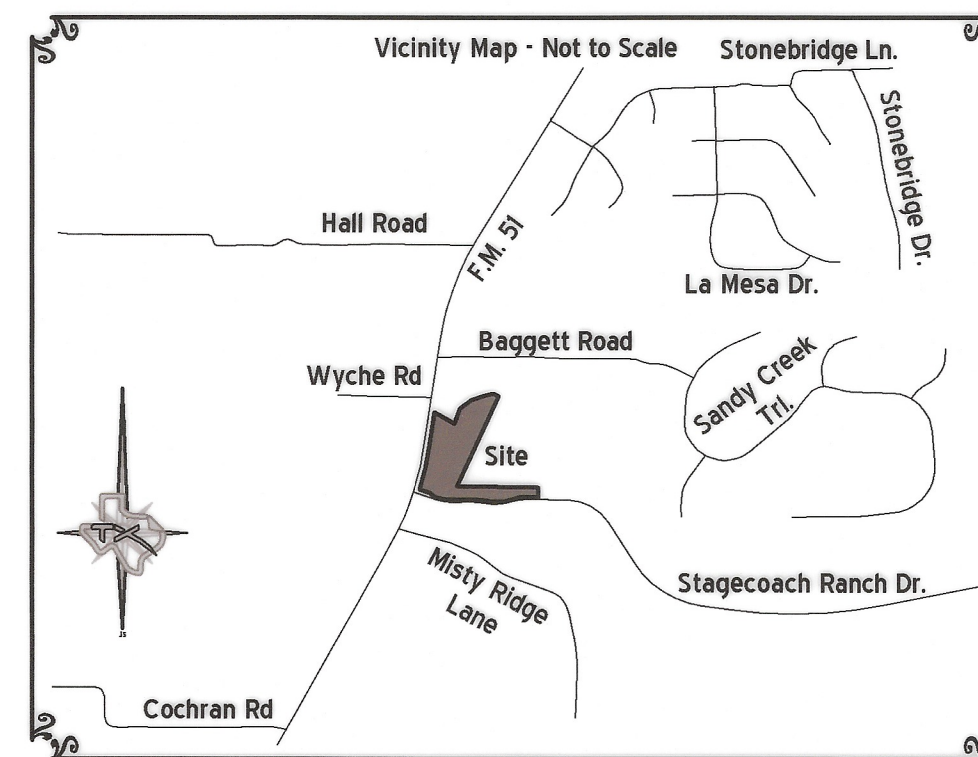 Vicinity Map - Not to Scale
Stonebridge Ln.
Stonebridge Dr.
Hall Road
F.M. 51
La Mesa Dr.
Baggett Road
Wyche Rd
Sandy Creek
Trl.
Site
TX
Js
Misty Ridge
Lane
Stagecoach Ranch Dr.
Cochran Rd